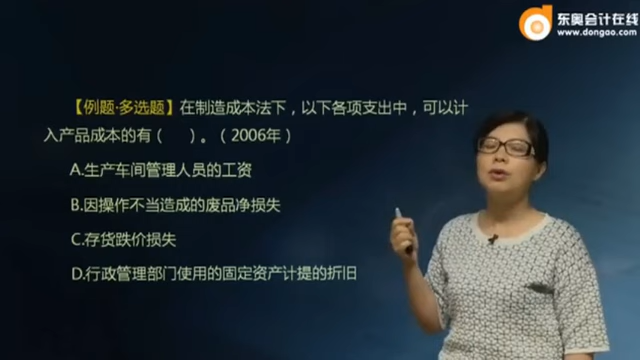 东奥会计在线
www.dongao.com
【例题·多选题】在制造成本法下，以下各项支出中，可以计
入产品成本的有（　）。（2006年）
A.生产车间管理人员的工资
B.因操作不当造成的废品净损失
C.存货跌价损失
D.行政管理部门使用的固定资产计提的折旧